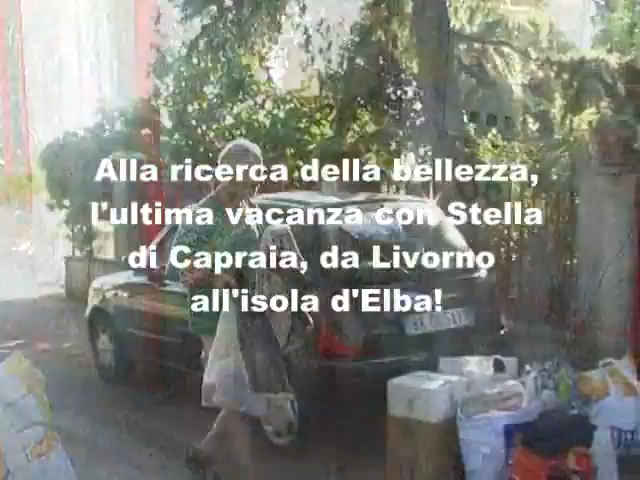 Alla ricerca della bellezza,
l'ultima vacanza con Stella
di Capraia, da Livorno
all'isola d'Elba!